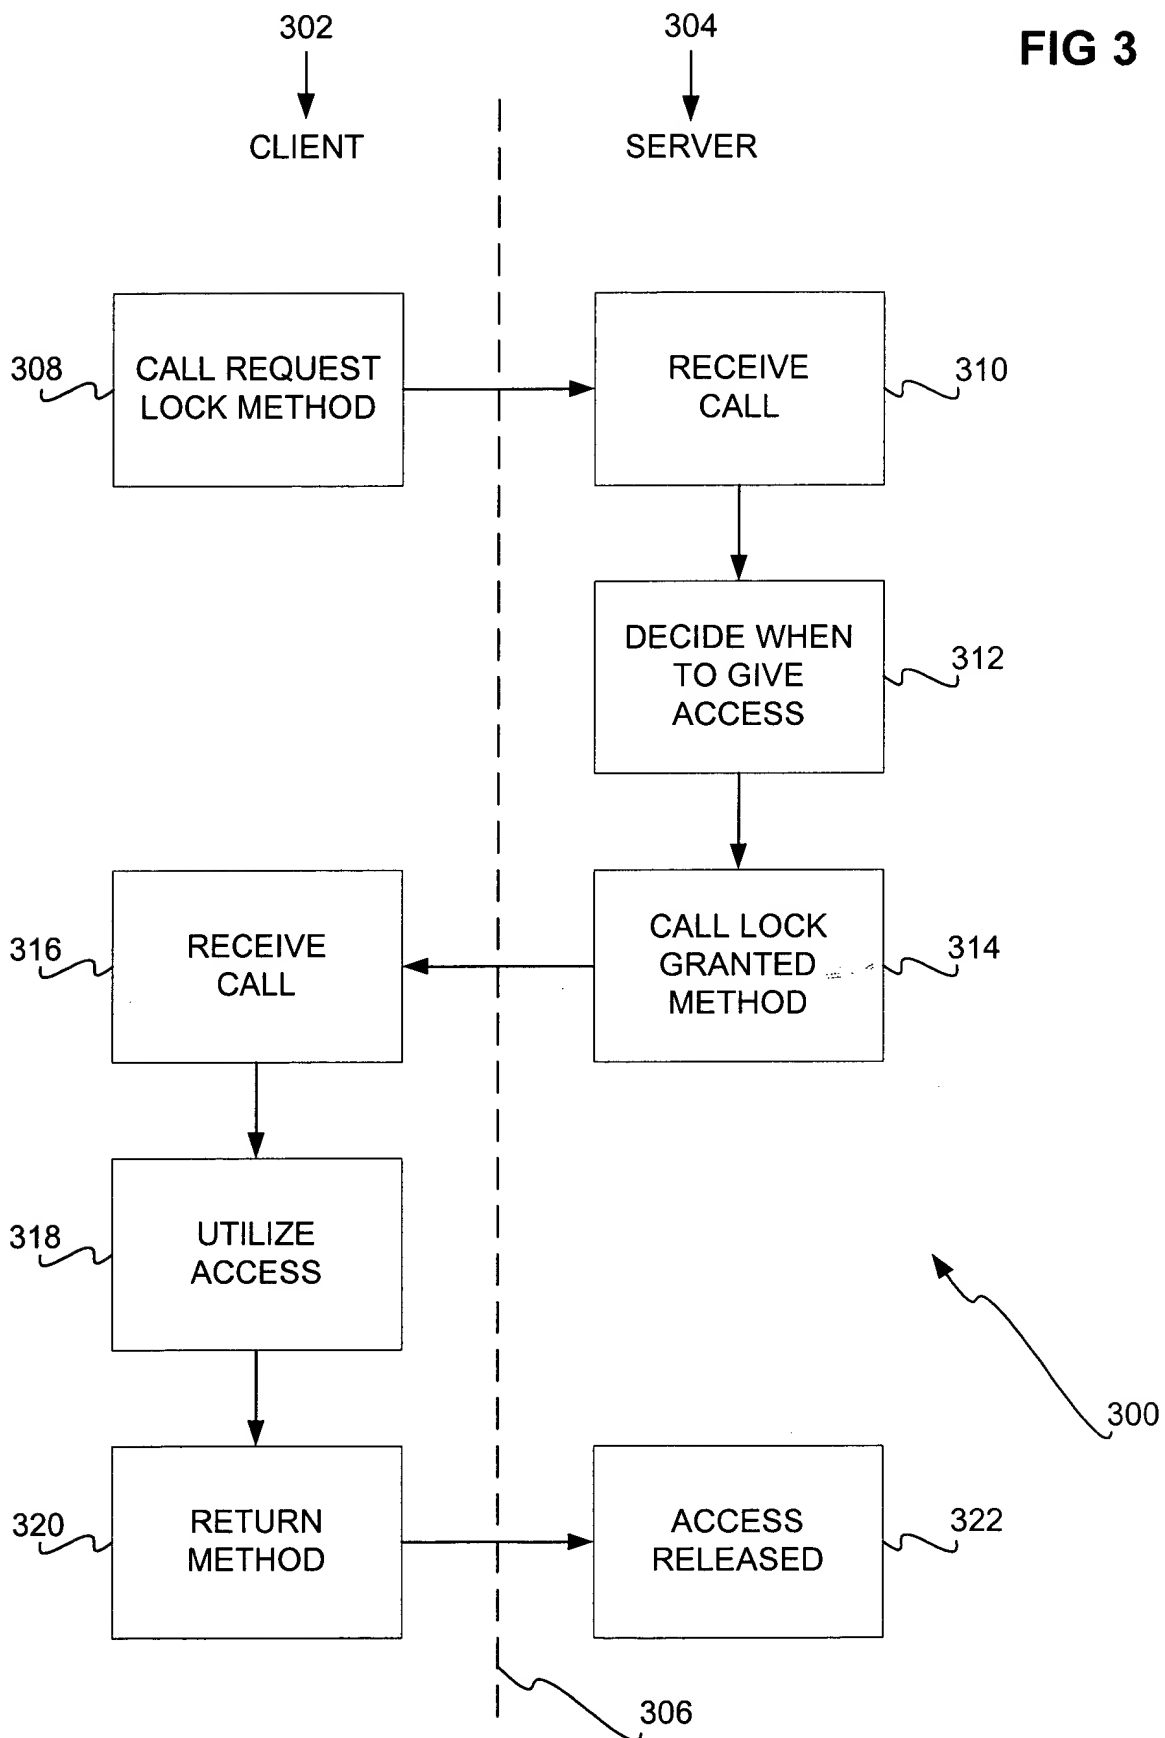 302
304
FIG 3
CLIENT
SERVER
308
CALL REQUEST
LOCK METHOD
RECEIVE
CALL
310
DECIDE WHEN
TO GIVE
ACCESS
312
316
RECEIVE
CALL
CALL LOCK
GRANTED
METHOD
314
318
UTILIZE
ACCESS
300
320
RETURN
METHOD
ACCESS
RELEASED
322
306